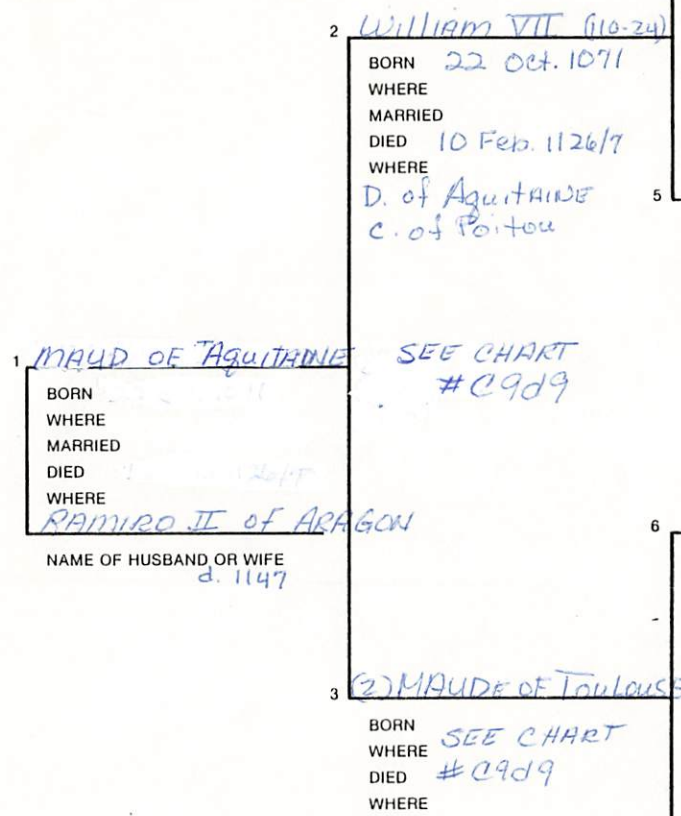 2 William VII (110-24)
BORN 22 Oct. 1071
WHERE
MARRIED
DIED 10 Feb. 1126/7
WHERE
D. of Aquitaine
C. of Poitou
5
1 MAUD OF AQUITAINE SEE CHART
BORN # C9d9
WHERE
MARRIED
DIED
WHERE
RAMIRO II of ARAGON
NAME OF HUSBAND OR WIFE
d. 1147
6
3 (2) MAUDE OF Toulouse
BORN
WHERE SEE CHART
DIED # C9d9
WHERE